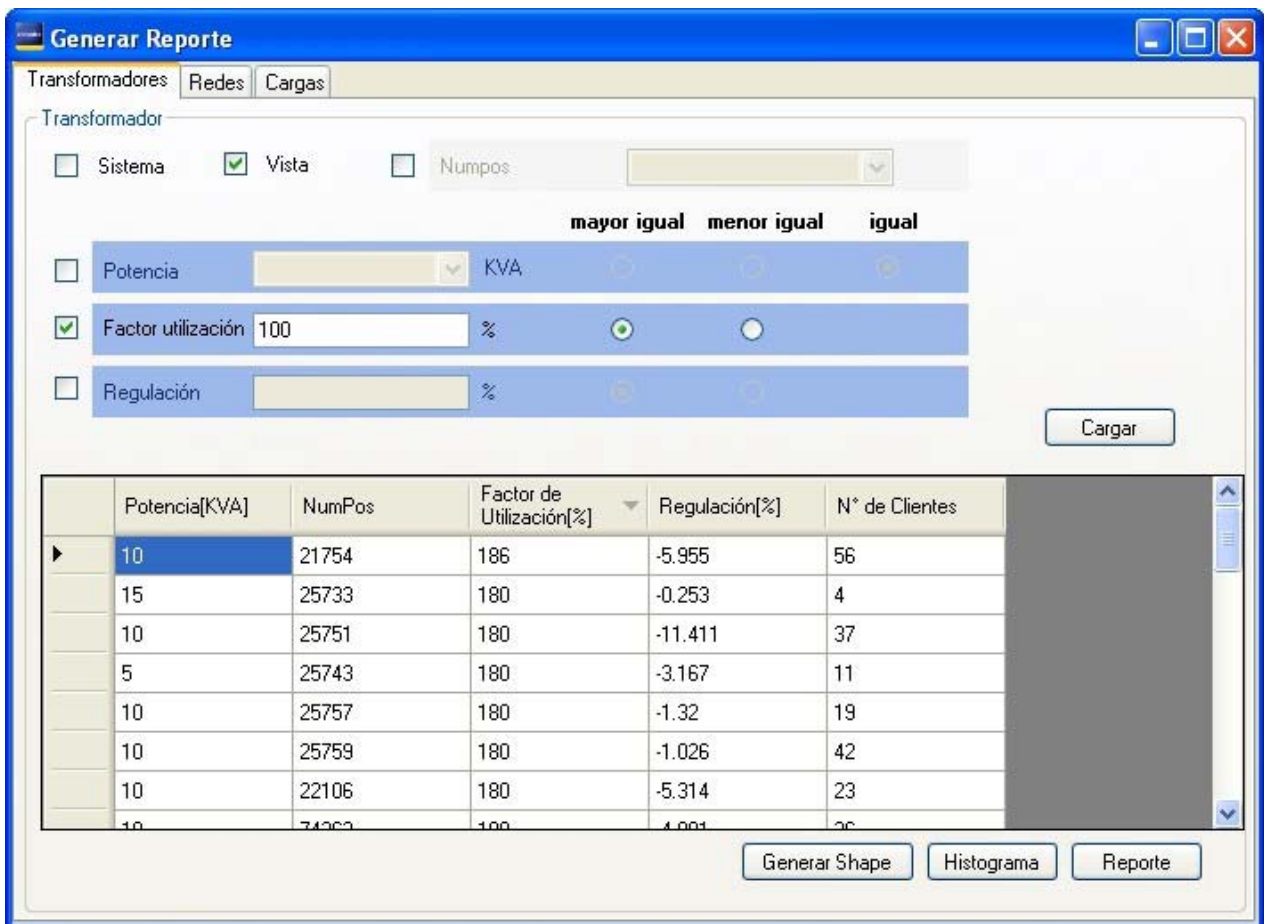 Generar Reporte
Transformadores Redes Cargas
Transformador
Sistema Vista Numpos
mayor igual menor igual igual
Potencia KVA
Factor utilización 100 %
Regulación %
Cargar
Potencia[KVA] NumPos Factor de Utilización[%] Regulación[%] N° de Clientes
10 21754 186 -5.955 56
15 25733 180 -0.253 4
10 25751 180 -11.411 37
5 25743 180 -3.167 11
10 25757 180 -1.32 19
10 25759 180 -1.026 42
10 22106 180 -5.314 23
Generar Shape Histograma Reporte